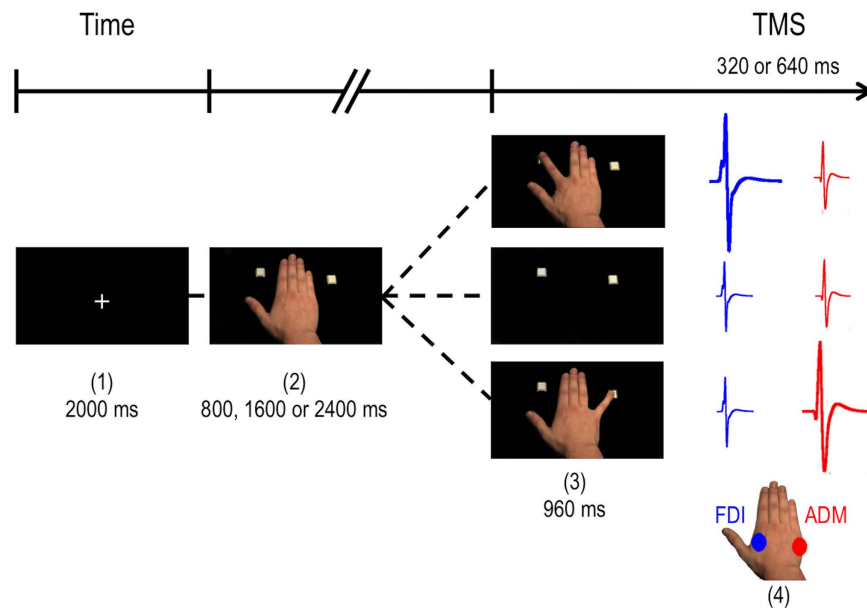 Time
TMS
320 or 640 ms
(1)
2000 ms
(2)
800, 1600 or 2400 ms
(3)
960 ms
FDI
ADM
(4)